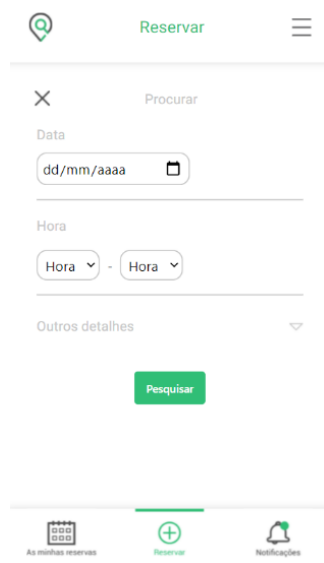 Reservar
Procurar
Data
dd/mm/aaaa
Hora
Hora - Hora
Outros detalhes
Pesquisar
As minhas reservas Reservar Notificações